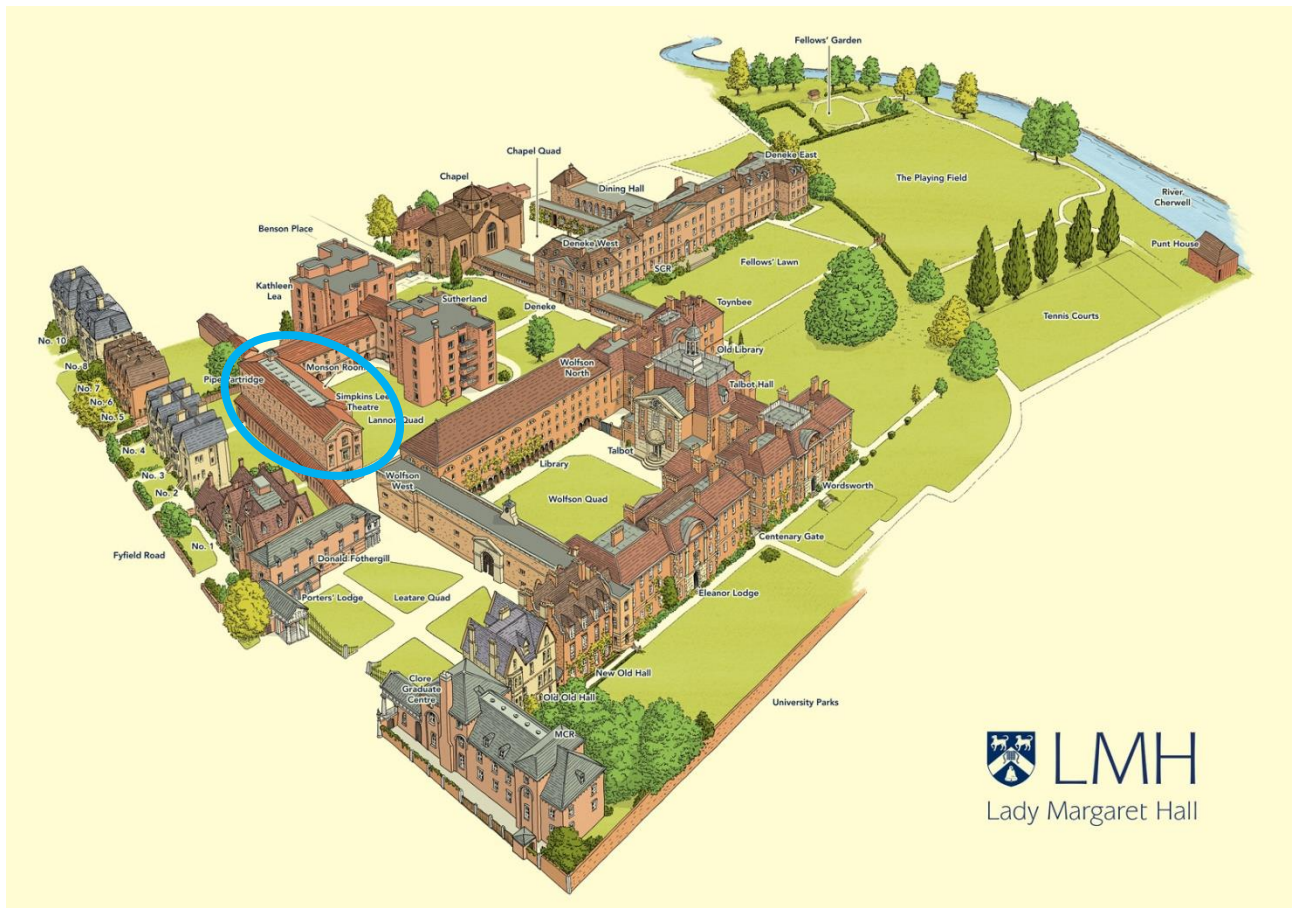 Fellows' Garden
Chapel Quad
Deneke East
Chapel
Dining Hall
The Playing Field
River
Cherwell
Benson Place
Deneke West
Punt House
SCR
Fellows' Lawn
Kathleen
Lea
Sutherland
Deneke
Toynbee
Tennis Courts
No. 10
Old Library
Monson Room
Wolfson
North
No. 8
Talbot Hall
No. 7
Pipe Partridge
No. 6
Simpkins Lee
Theatre
No. 5
Lannon Quad
No. 4
Talbot
Library
No. 3
Wolfson
West
Wordsworth
No. 2
Wolfson Quad
Centenary Gate
No. 1
Fyfield Road
Donald Fothergill
Eleanor Lodge
Porters' Lodge
Leatare Quad
New Old Hall
Clore
Graduate
Centre
Old Old Hall
University Parks
MCR
LMH
Lady Margaret Hall